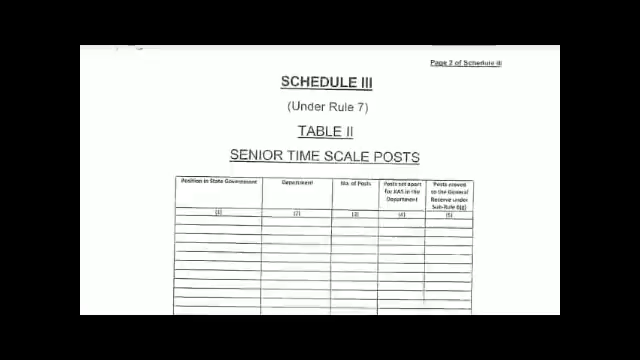 Page 2 of Schedule III
SCHEDULE III
(Under Rule 7)
TABLE II
SENIOR TIME SCALE POSTS
Position in State Government
Department
No. of Posts
Posts set apart
for KAS in the
Department
Posts moved
to the General
Reserve under
Sub-Rule 6(g)
(1) (2) (3) (4) (5)